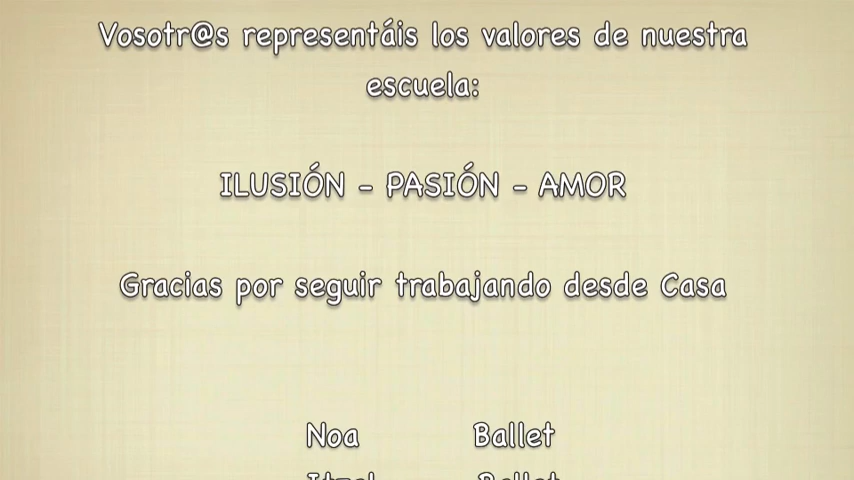 Vosotr@s representáis los valores de nuestra
escuela:
ILUSIÓN - PASIÓN - AMOR
Gracias por seguir trabajando desde Casa
Noa Ballet